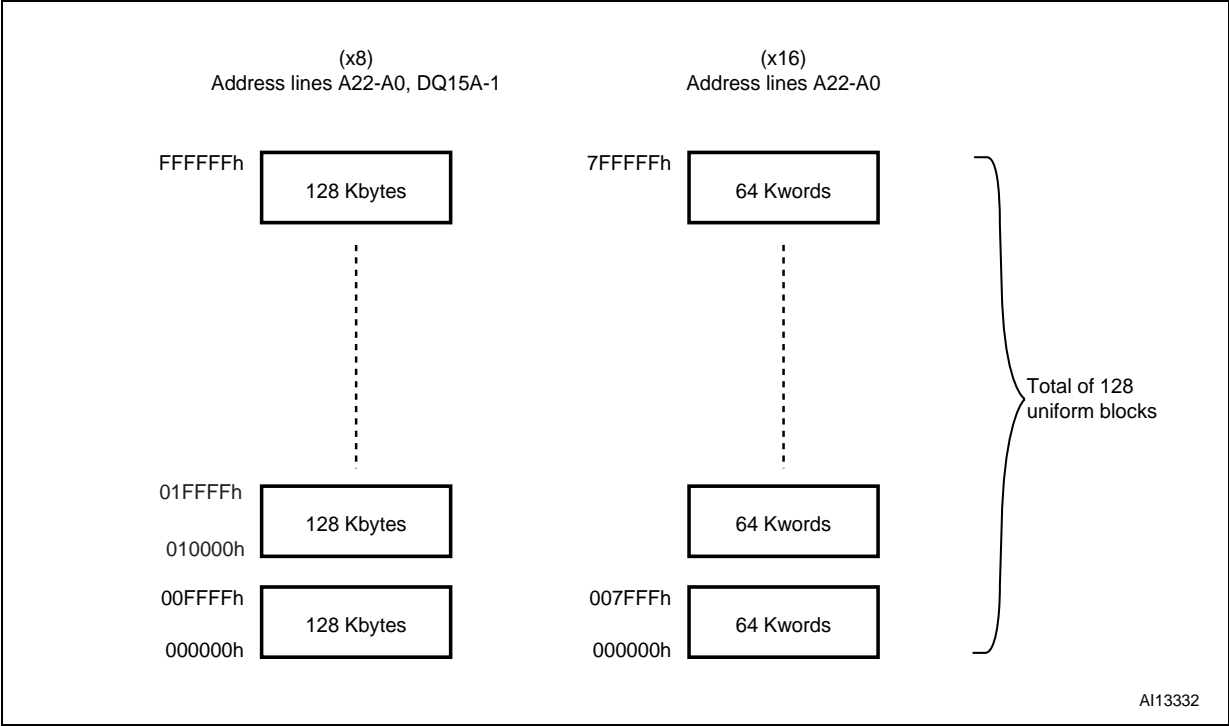 (x8)
Address lines A22-A0, DQ15A-1
(x16)
Address lines A22-A0
FFFFFFh
128 Kbytes
7FFFFFh
64 Kwords
Total of 128
uniform blocks
01FFFFh
128 Kbytes
010000h
64 Kwords
00FFFFh
128 Kbytes
000000h
007FFFh
64 Kwords
000000h
AI13332